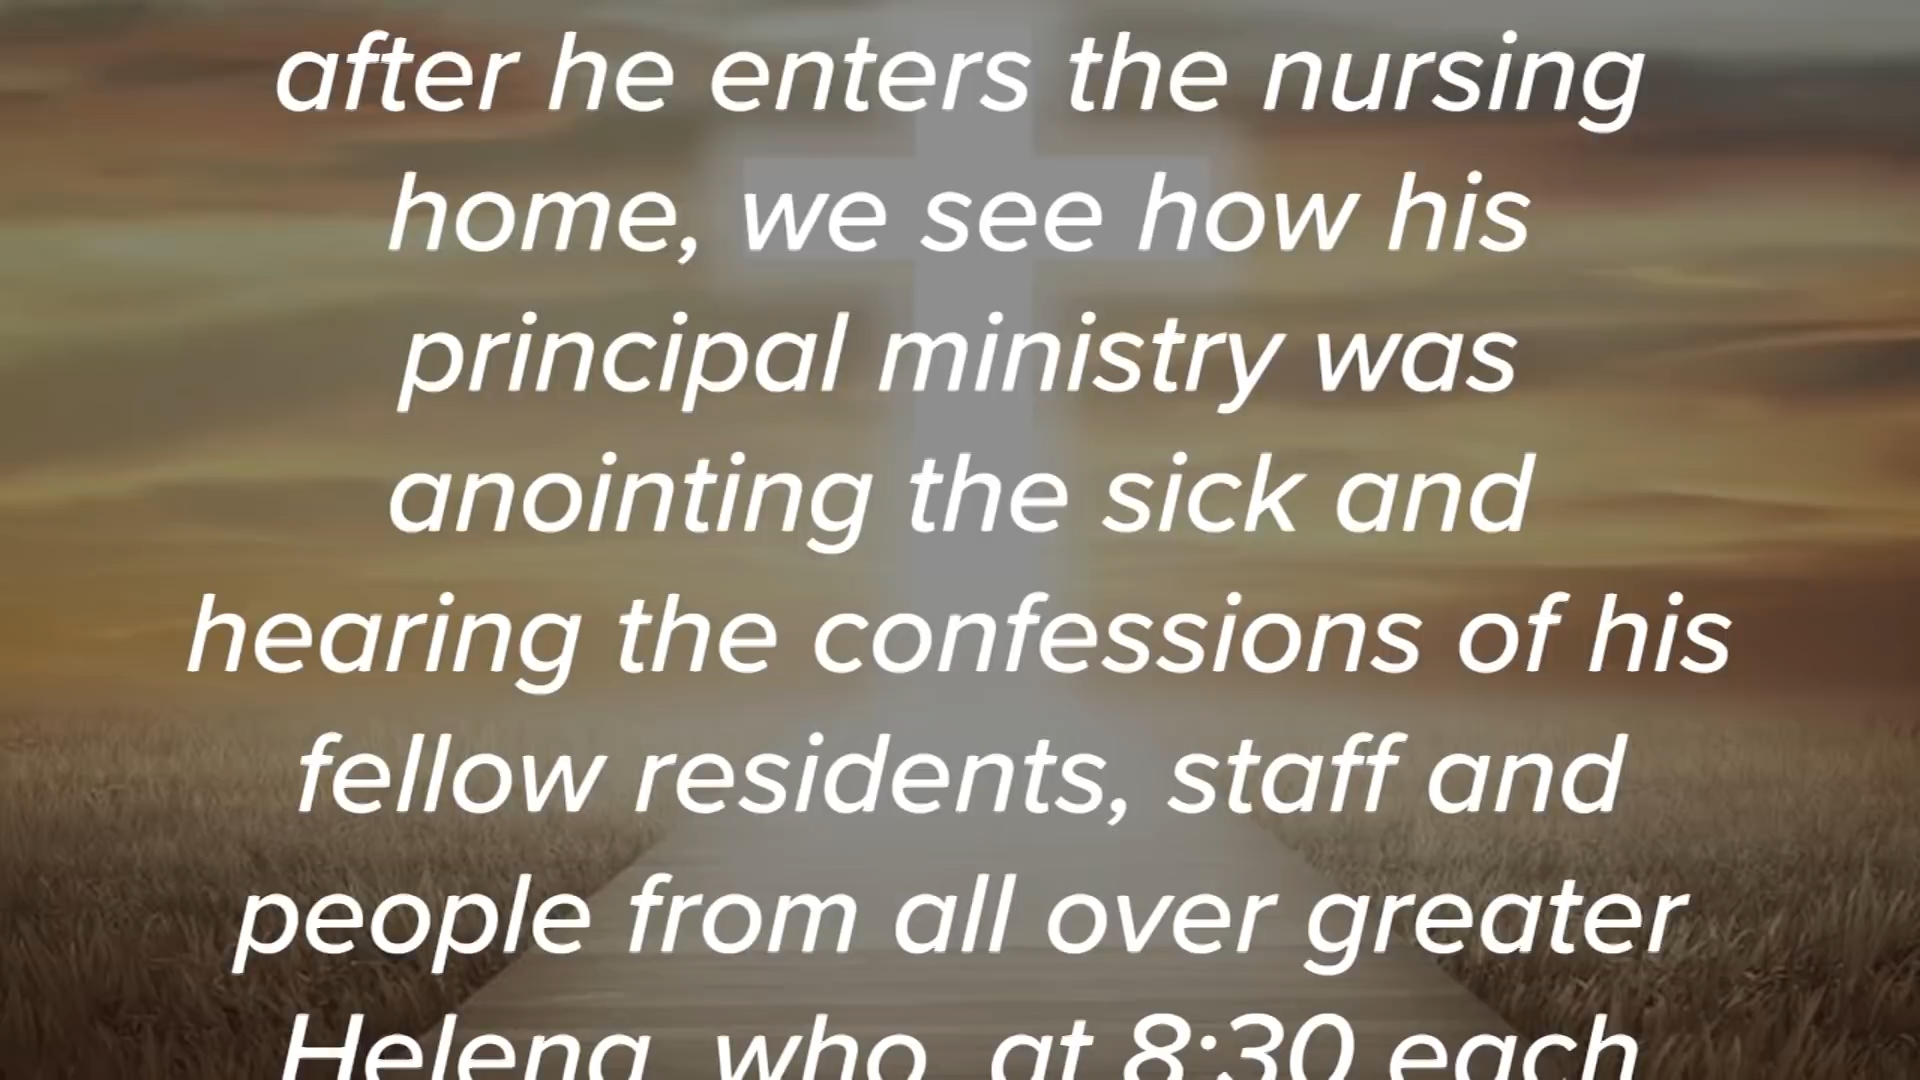 after he enters the nursing
home, we see how his
principal ministry was
anointing the sick and
hearing the confessions of his
fellow residents, staff and
people from all over greater
Helena, who, at 8:30 each